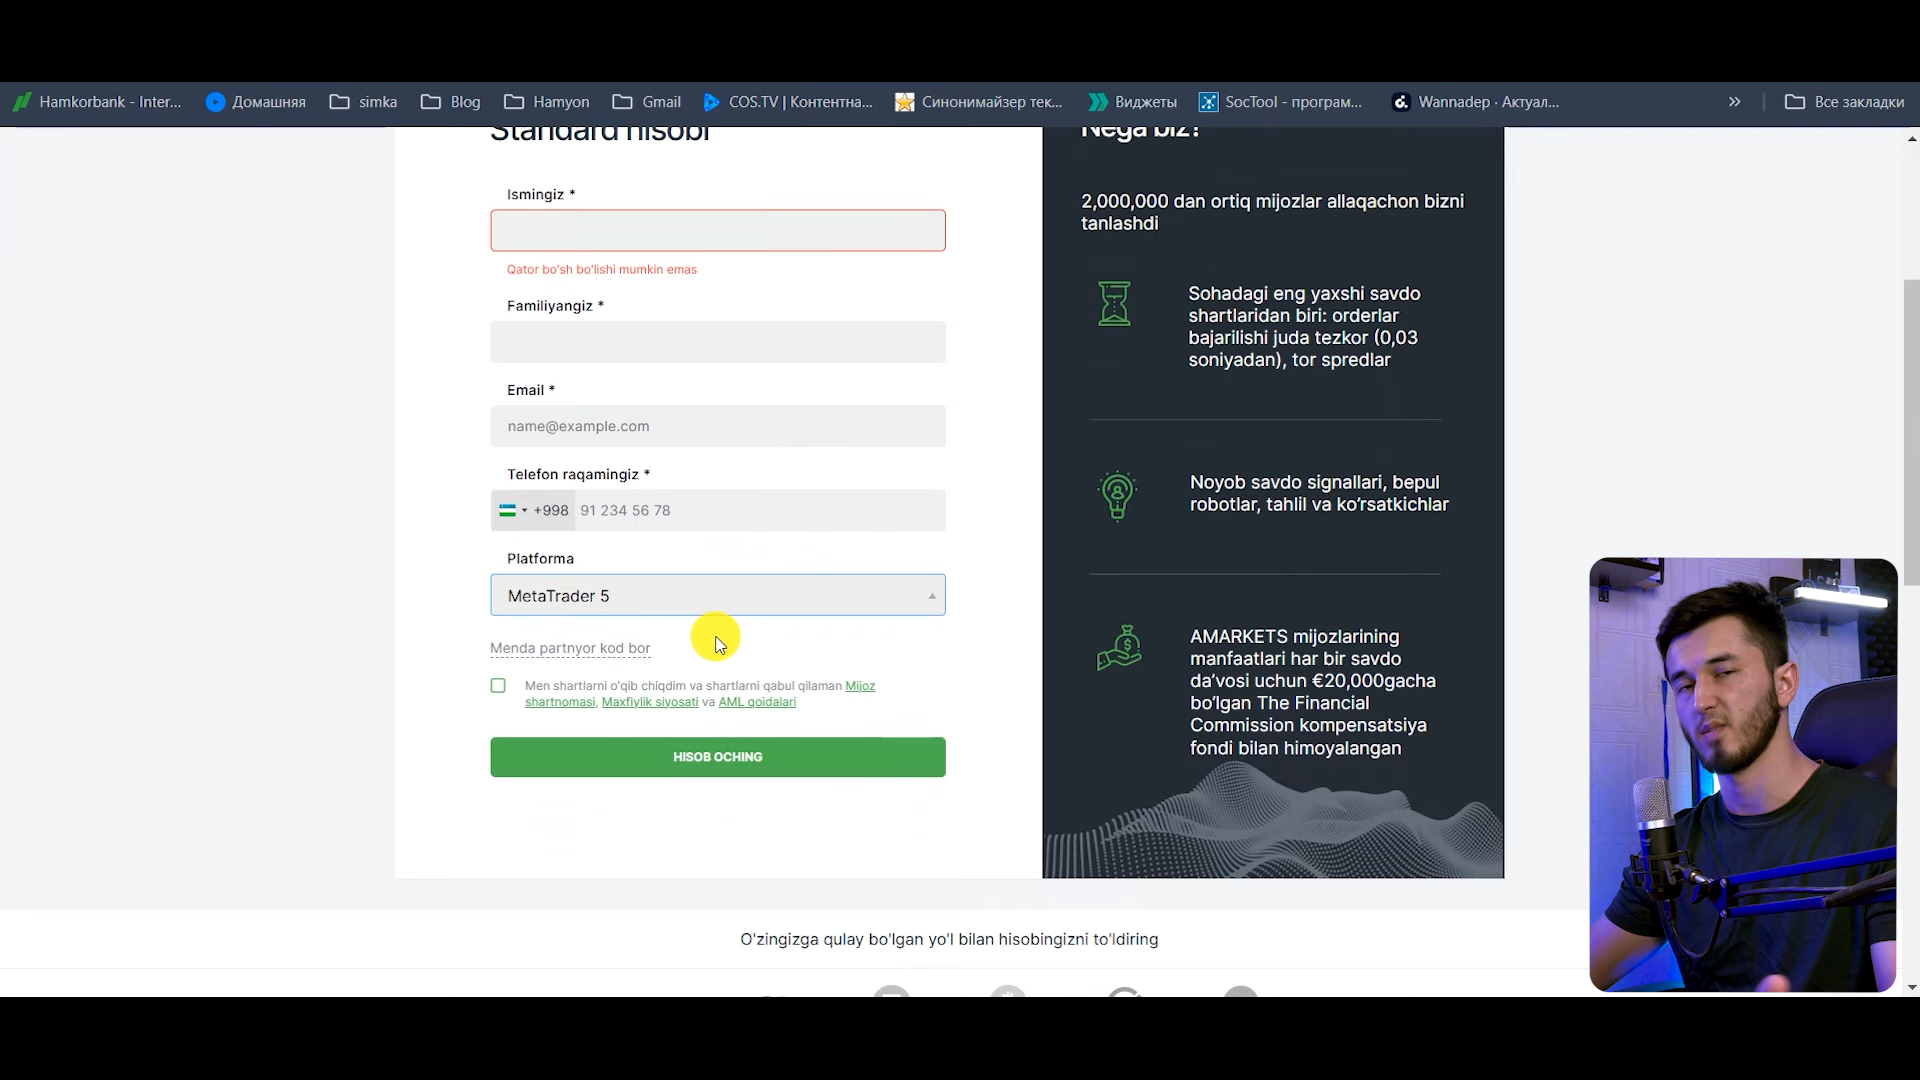 Hamkorbank - Inter...
Домашняя
simka
Blog
Hamyon
Gmail
COS.TV | Контентна...
Синонимайзер тек...
Виджеты
SocTool - програм...
Wannadep · Актуал...
»
Все закладки
Standard hisobi
Ismingiz *
Qator bo'sh bo'lishi mumkin emas
Familiyangiz *
Email *
name@example.com
Telefon raqamingiz *
+998 91 234 56 78
Platforma
MetaTrader 5
Menda partnyor kod bor
Men shartlarni o'qib chiqdim va shartlarni qabul qilaman Mijoz
shartnomasi, Maxfiylik siyosati va AML qoidalari
HISOB OCHING
Nega biz?
2,000,000 dan ortiq mijozlar allaqachon bizni
tanlashdi
Sohadagi eng yaxshi savdo
shartlaridan biri: orderlar
bajarilishi juda tezkor (0,03
soniyadan), tor spredlar
Noyob savdo signallari, bepul
robotlar, tahlil va ko’rsatkichlar
AMARKETS mijozlarining
manfaatlari har bir savdo
da’vosi uchun €20,000gacha
bo’lgan The Financial
Commission kompensatsiya
fondi bilan himoyalangan
O'zingizga qulay bo'lgan yo'l bilan hisobingizni to'ldiring